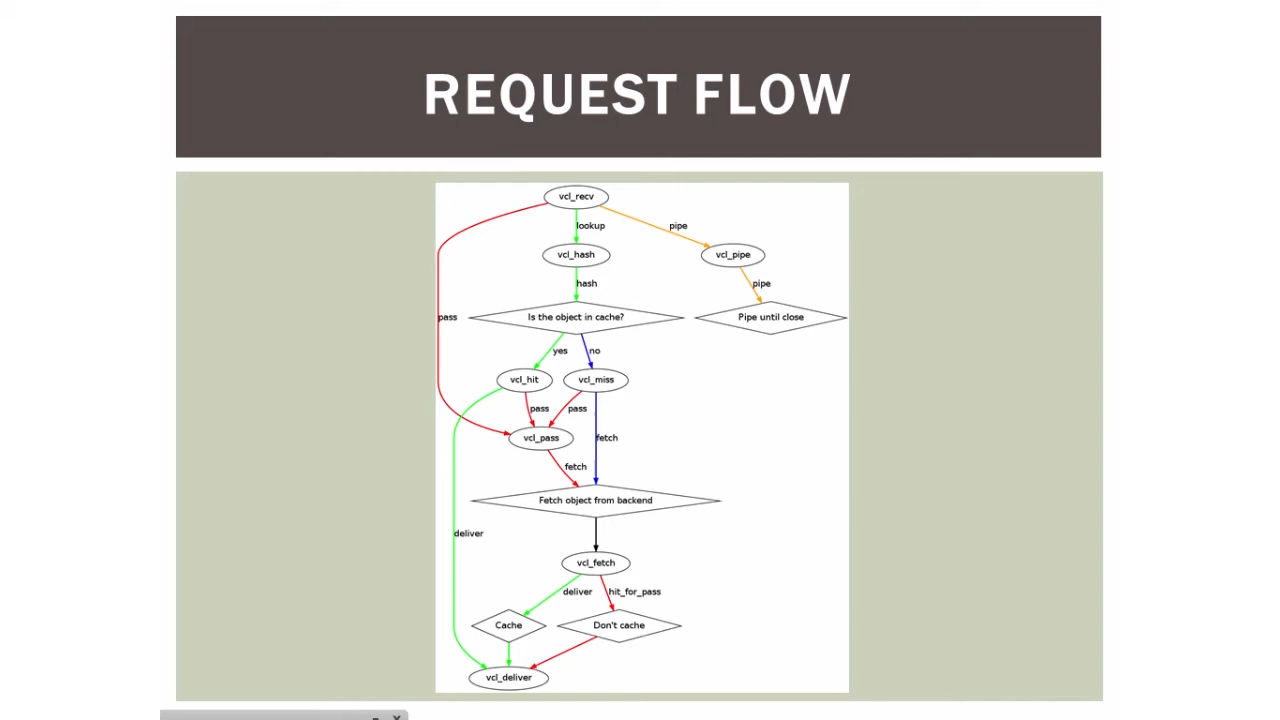 REQUEST FLOW
vcl_recv
lookup
pipe
vcl_hash
vcl_pipe
hash
pipe
pass
Is the object in cache?
Pipe until close
yes
no
vcl_hit
vcl_miss
pass
pass
vcl_pass
fetch
fetch
Fetch object from backend
deliver
vcl_fetch
deliver
hit_for_pass
Cache
Don't cache
vcl_deliver